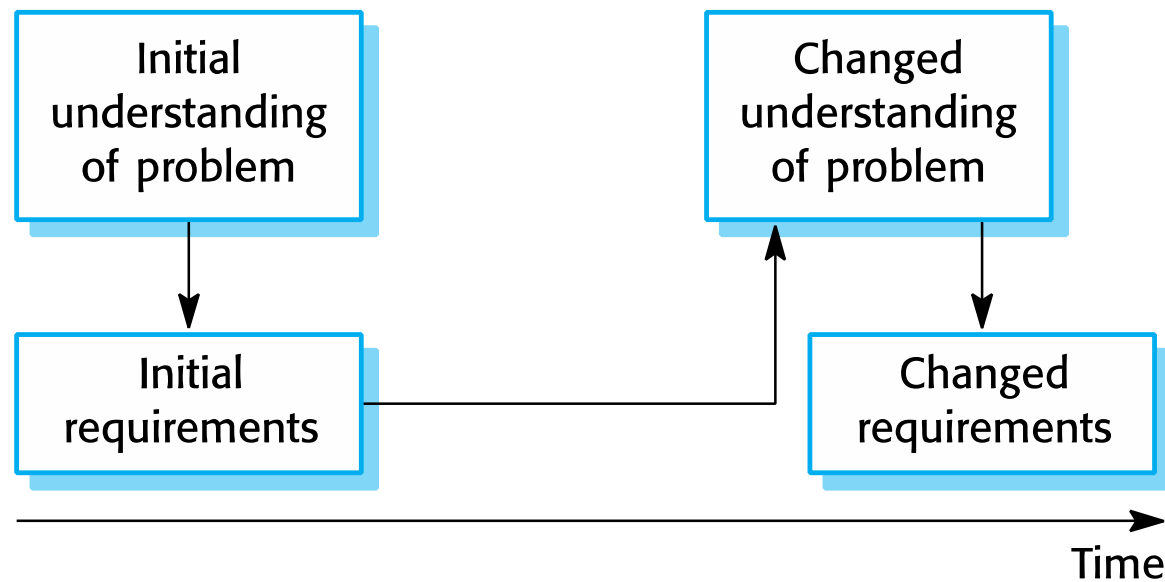 Initial
understanding
of problem
Changed
understanding
of problem
Initial
requirements
Changed
requirements
Time